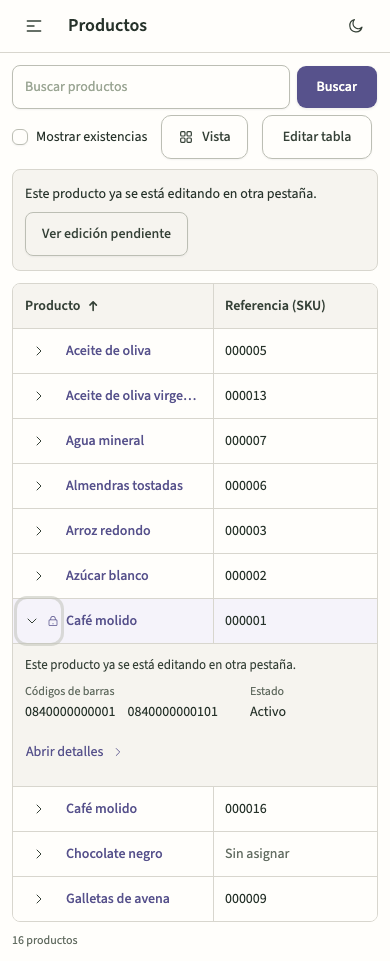 Productos
Buscar productos
Buscar
Mostrar existencias
Vista
Editar tabla
Este producto ya se está editando en otra pestaña.
Ver edición pendiente
Producto
Referencia (SKU)
Aceite de oliva
000005
Aceite de oliva virge…
000013
Agua mineral
000007
Almendras tostadas
000006
Arroz redondo
000003
Azúcar blanco
000002
Café molido
000001
Este producto ya se está editando en otra pestaña.
Códigos de barras
Estado
0840000000001 0840000000101
Activo
Abrir detalles
Café molido
000016
Chocolate negro
Sin asignar
Galletas de avena
000009
16 productos